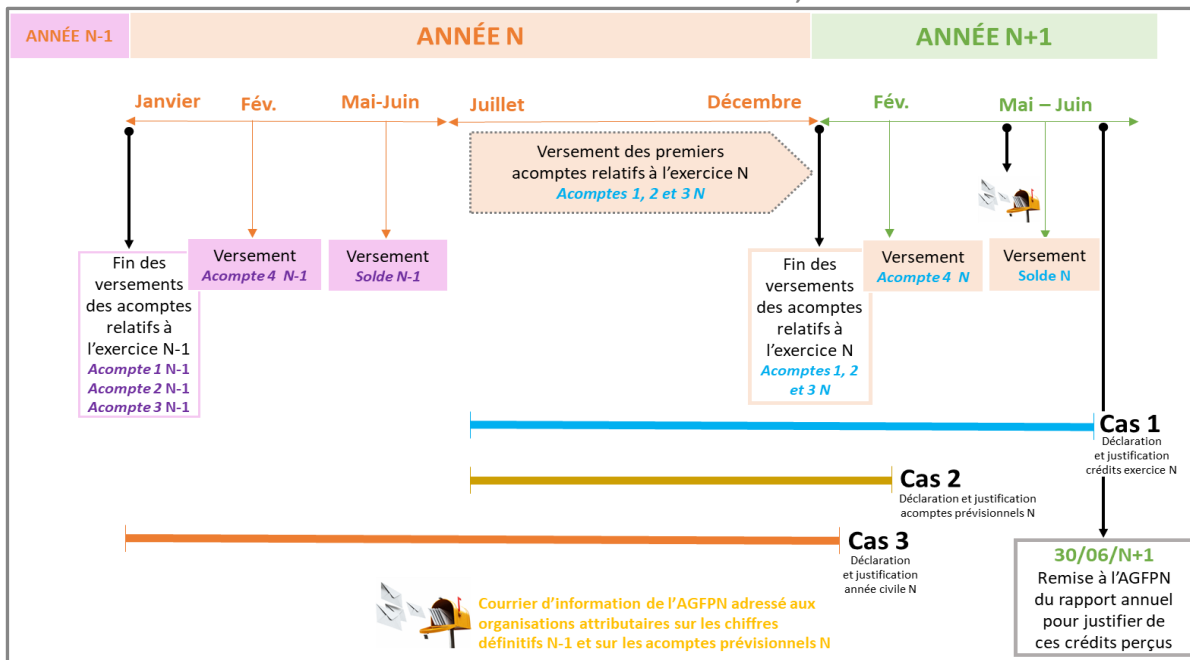 ANNÉE N-1
ANNÉE N
ANNÉE N+1
Janvier
Fév.
Mai-Juin
Juillet
Décembre
Fév.
Mai – Juin
Versement des premiers
acomptes relatifs à l’exercice N
Acomptes 1, 2 et 3 N
Fin des
versements
des acomptes
relatifs à
l’exercice N-1
Acompte 1 N-1
Acompte 2 N-1
Acompte 3 N-1
Versement
Acompte 4 N-1
Versement
Solde N-1
Fin des
versements
des acomptes
relatifs à
l’exercice N
Acomptes 1, 2
et 3 N
Versement
Acompte 4 N
Versement
Solde N
Cas 1
Déclaration
et justification
crédits exercice N
Cas 2
Déclaration et justification
acomptes prévisionnels N
Cas 3
Déclaration
et justification
année civile N
30/06/N+1
Remise à l’AGFPN
du rapport annuel
pour justifier de
ces crédits perçus
Courrier d’information de l’AGFPN adressé aux
organisations attributaires sur les chiffres
définitifs N-1 et sur les acomptes prévisionnels N